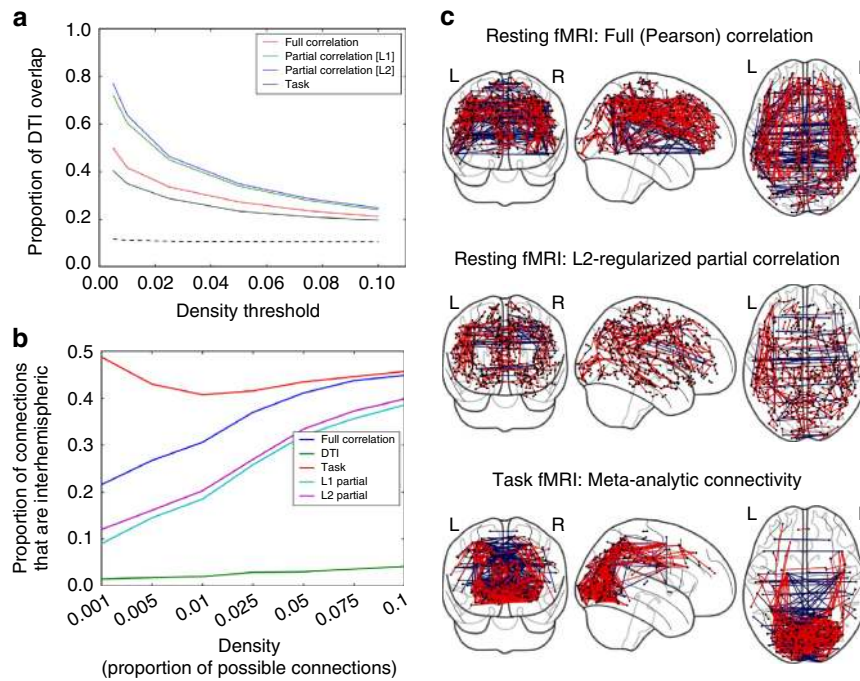 a
Proportion of DTI overlap
1.0
0.8
0.6
0.4
0.2
0.0
0.00 0.02 0.04 0.06 0.08 0.10
Density threshold
Full correlation
Partial correlation [L1]
Partial correlation [L2]
Task
b
Proportion of connections
that are interhemispheric
0.5
0.4
0.3
0.2
0.1
0.0
0.001 0.005 0.01 0.025 0.05 0.075 0.1
Density
(proportion of possible connections)
Full correlation
DTI
Task
L1 partial
L2 partial
c
Resting fMRI: Full (Pearson) correlation
L R L
Resting fMRI: L2-regularized partial correlation
L R L
Task fMRI: Meta-analytic connectivity
L R L